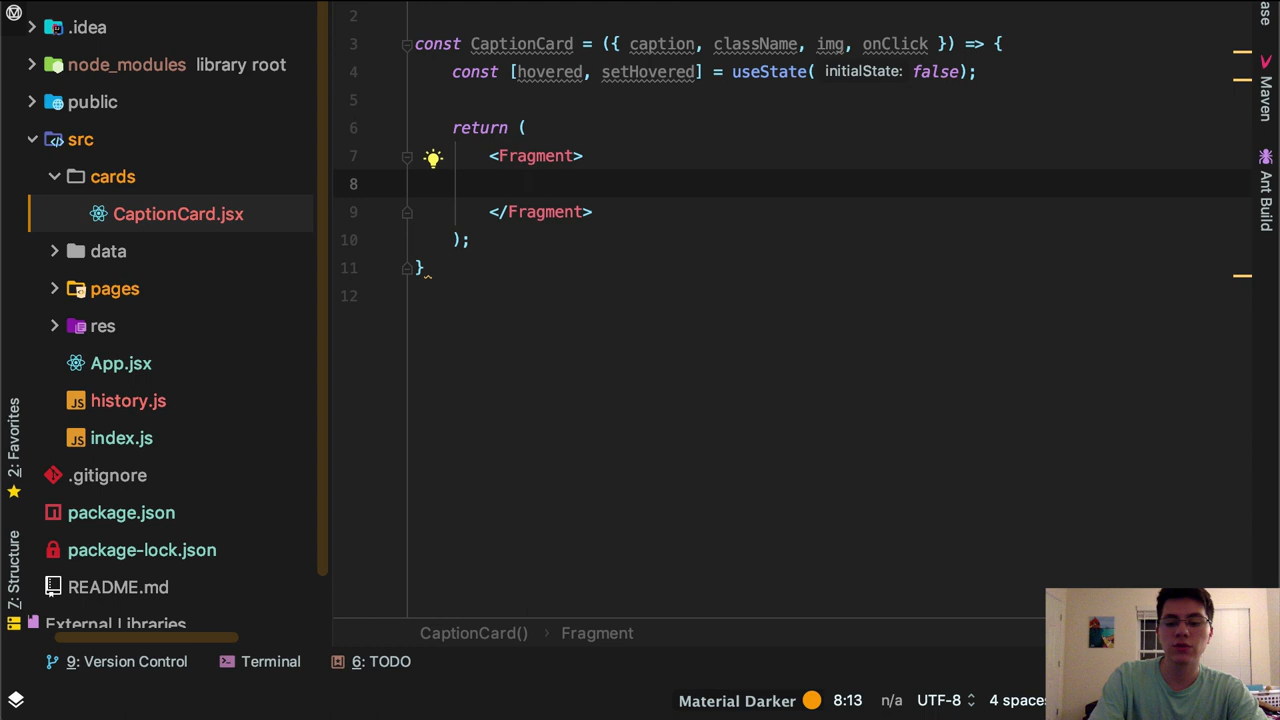 .idea
node_modules library root
public
src
cards
CaptionCard.jsx
data
pages
res
App.jsx
history.js
index.js
.gitignore
package.json
package-lock.json
README.md
External Libraries
2: Favorites
7: Structure
2
3 const CaptionCard = ({ caption, className, img, onClick }) => {
4 const [hovered, setHovered] = useState( initialState: false);
5
6 return (
7 <Fragment>
8
9 </Fragment>
10 );
11 }
12
ase
Maven
Ant Build
CaptionCard() › Fragment
9: Version Control Terminal 6: TODO
Material Darker 8:13 n/a UTF-8 4 spaces